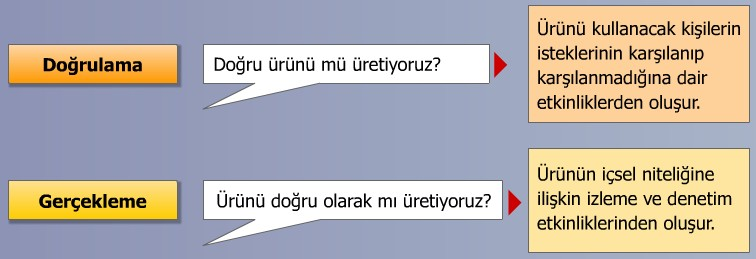 Doğrulama
Doğru ürünü mü üretiyoruz?
Ürünü kullanacak kişilerin
isteklerinin karşılanıp
karşılanmadığına dair
etkinliklerden oluşur.
Gerçekleme
Ürünü doğru olarak mı üretiyoruz?
Ürünün içsel niteliğine
ilişkin izleme ve denetim
etkinliklerinden oluşur.